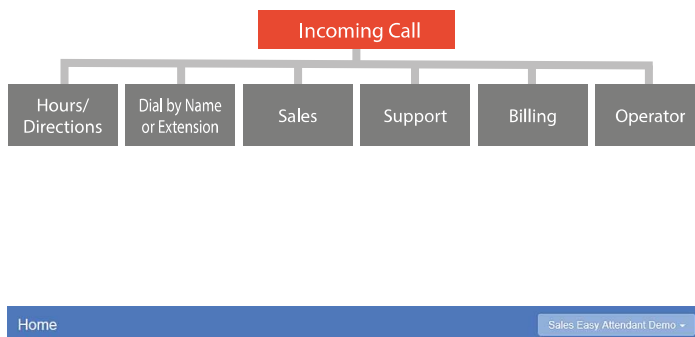 Incoming Call
Hours/
Directions
Dial by Name
or Extension
Sales
Support
Billing
Operator
Home
Sales Easy Attendant Demo